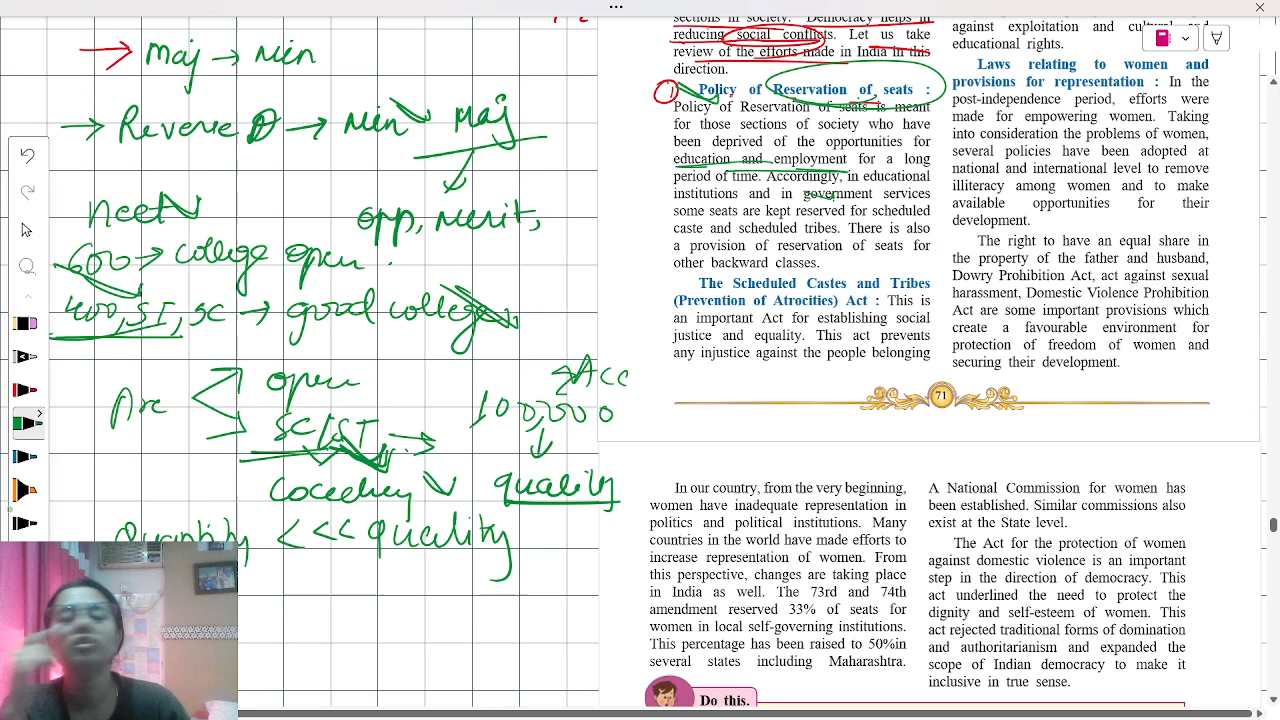 Maj → Min
→ Reverse D → Min Maj
Neet
opp, merit,
600 → college open
400, ST, SC → good college
open
SC/ST →
100,000
quality
Quantity <<< quality
sections in society. Democracy helps in
reducing social conflicts. Let us take
review of the efforts made in India in this
direction.
① Policy of Reservation of seats :
Policy of Reservation of seats is meant
for those sections of society who have
been deprived of the opportunities for
education and employment for a long
period of time. Accordingly, in educational
institutions and in government services
some seats are kept reserved for scheduled
caste and scheduled tribes. There is also
a provision of reservation of seats for
other backward classes.
The Scheduled Castes and Tribes
(Prevention of Atrocities) Act : This is
an important Act for establishing social
justice and equality. This act prevents
any injustice against the people belonging
against exploitation and cultural and
educational rights.
Laws relating to women and
provisions for representation : In the
post-independence period, efforts were
made for empowering women. Taking
into consideration the problems of women,
several policies have been adopted at
national and international level to remove
illiteracy among women and to make
available opportunities for their
development.
The right to have an equal share in
the property of the father and husband,
Dowry Prohibition Act, act against sexual
harassment, Domestic Violence Prohibition
Act are some important provisions which
create a favourable environment for
protection of freedom of women and
securing their development.
71
In our country, from the very beginning,
women have inadequate representation in
politics and political institutions. Many
countries in the world have made efforts to
increase representation of women. From
this perspective, changes are taking place
in India as well. The 73rd and 74th
amendment reserved 33% of seats for
women in local self-governing institutions.
This percentage has been raised to 50%in
several states including Maharashtra.
A National Commission for women has
been established. Similar commissions also
exist at the State level.
The Act for the protection of women
against domestic violence is an important
step in the direction of democracy. This
act underlined the need to protect the
dignity and self-esteem of women. This
act rejected traditional forms of domination
and authoritarianism and expanded the
scope of Indian democracy to make it
inclusive in true sense.
Do this.